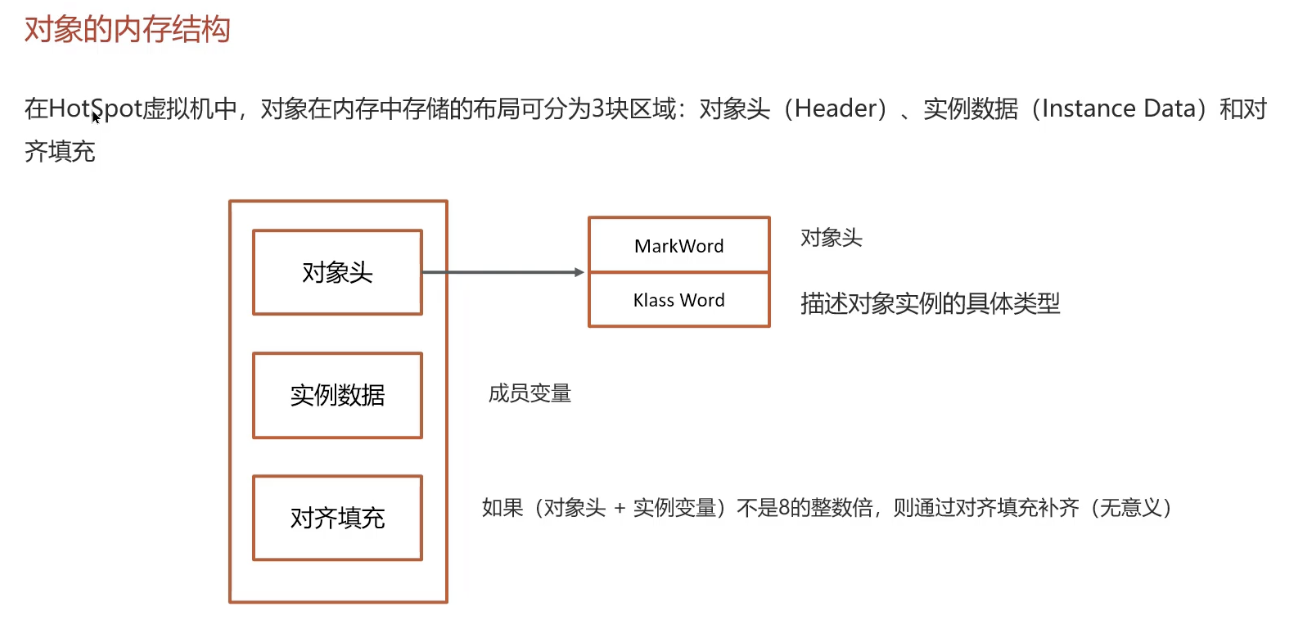 对象的内存结构
在HotSpot虚拟机中，对象在内存中存储的布局可分为3块区域：对象头（Header）、实例数据（Instance Data）和对
齐填充
对象头
MarkWord
对象头
Klass Word
描述对象实例的具体类型
实例数据
成员变量
对齐填充
如果（对象头 + 实例变量）不是8的整数倍，则通过对齐填充补齐（无意义）